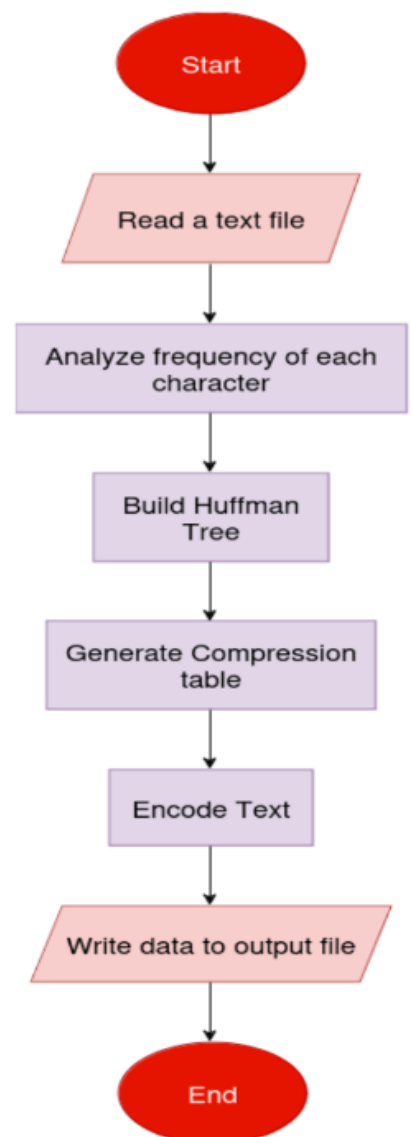 Start
Read a text file
Analyze frequency of each
character
Build Huffman
Tree
Generate Compression
table
Encode Text
Write data to output file
End